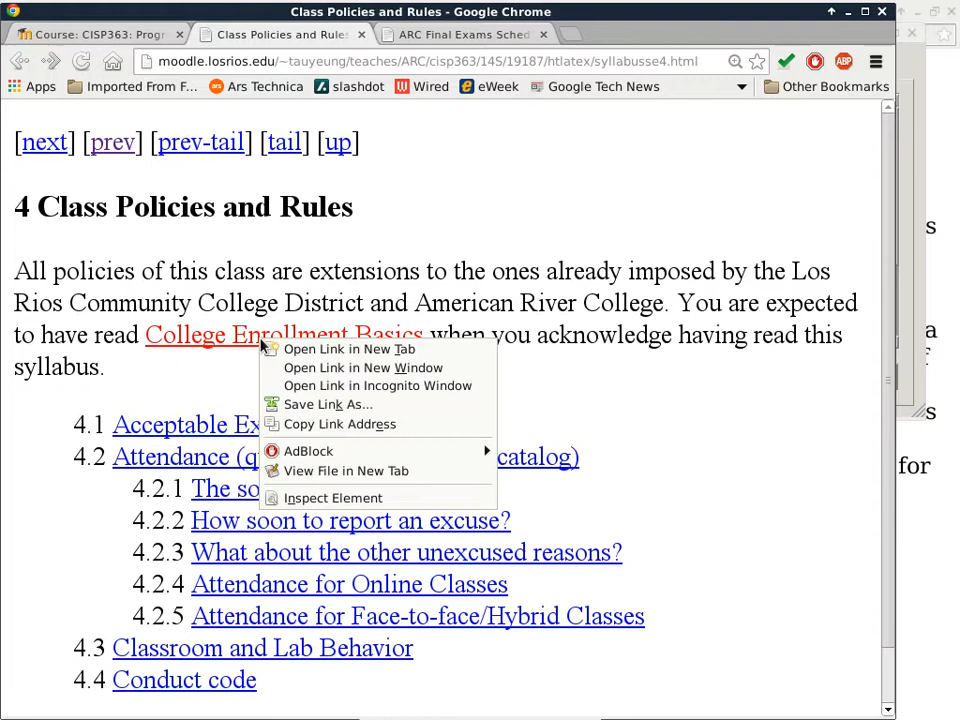 Class Policies and Rules - Google Chrome
Course: CISP363: Progr
Class Policies and Rules
ARC Final Exams Sched
moodle.losrios.edu/~tauyeung/teaches/ARC/cisp363/14S/19187/htlatex/syllabusse4.html
ABP
Apps Imported From F... Ars Technica slashdot Wired eWeek Google Tech News Other Bookmarks
[next] [prev] [prev-tail] [tail] [up]
4 Class Policies and Rules
All policies of this class are extensions to the ones already imposed by the Los
Rios Community College District and American River College. You are expected
to have read College Enrollment Basics when you acknowledge having read this
syllabus.
Open Link in New Tab
Open Link in New Window
Open Link in Incognito Window
Save Link As...
Copy Link Address
AdBlock
View File in New Tab
Inspect Element
4.1 Acceptable Ex
4.2 Attendance (q catalog)
4.2.1 The so
4.2.2 How soon to report an excuse?
4.2.3 What about the other unexcused reasons?
4.2.4 Attendance for Online Classes
4.2.5 Attendance for Face-to-face/Hybrid Classes
4.3 Classroom and Lab Behavior
4.4 Conduct code
s
a
s
for